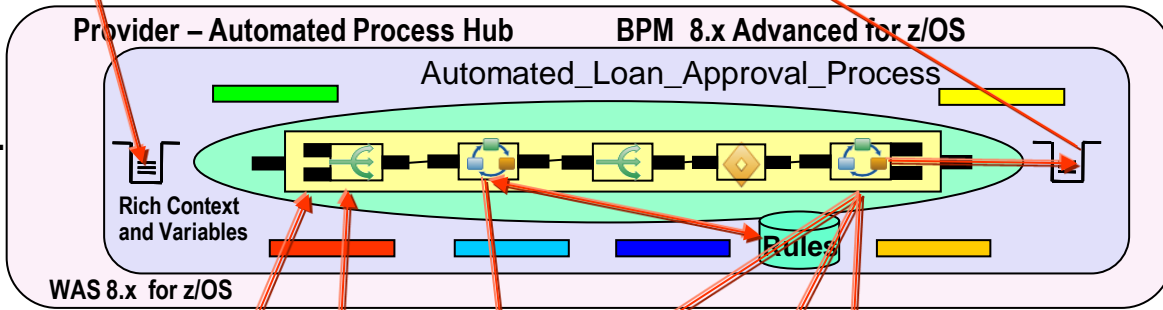 Provider – Automated Process Hub
BPM 8.x Advanced for z/OS
Automated_Loan_Approval_Process
Rich Context
and Variables
Rules
WAS 8.x for z/OS